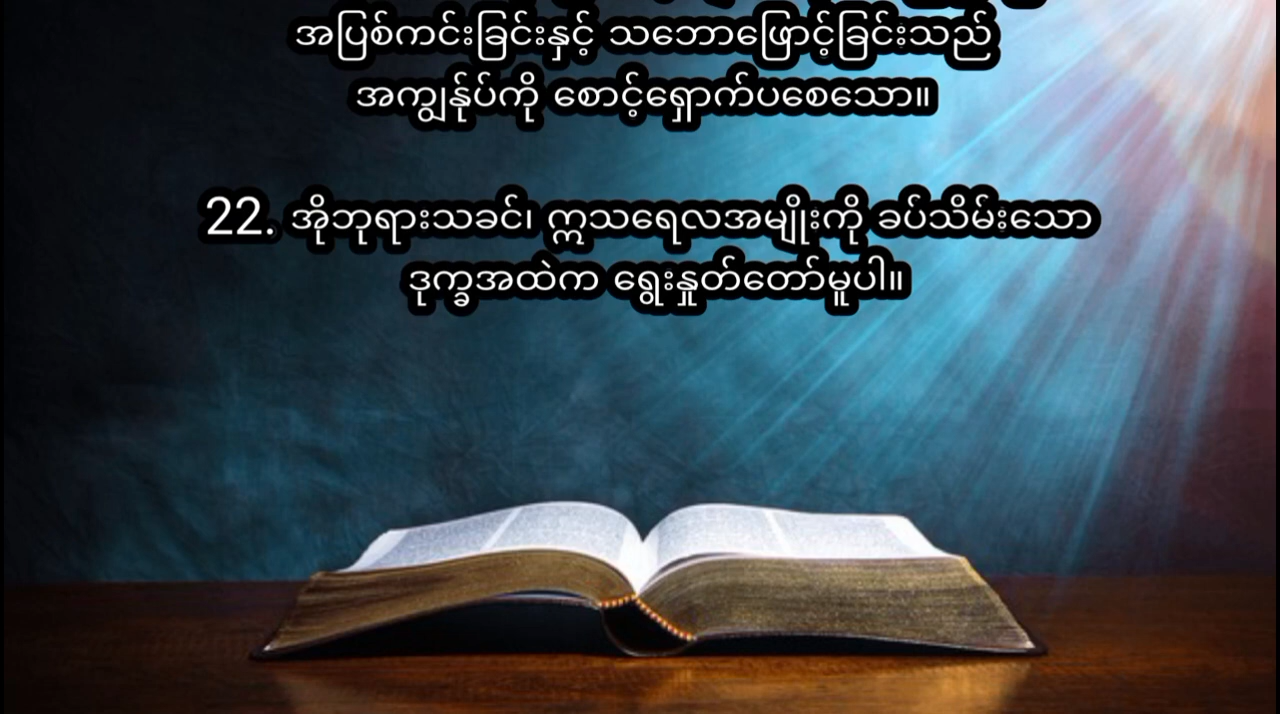 အပြစ်ကင်းခြင်းနှင့် သဘောဖြောင့်ခြင်းသည်
အကျွန်ုပ်ကို စောင့်ရှောက်ပစေသော။
22. အိုဘုရားသခင်၊ ဣသရေလအမျိုးကို ခပ်သိမ်းသော
ဒုက္ခအထဲက ရွေးနှုတ်တော်မူပါ။